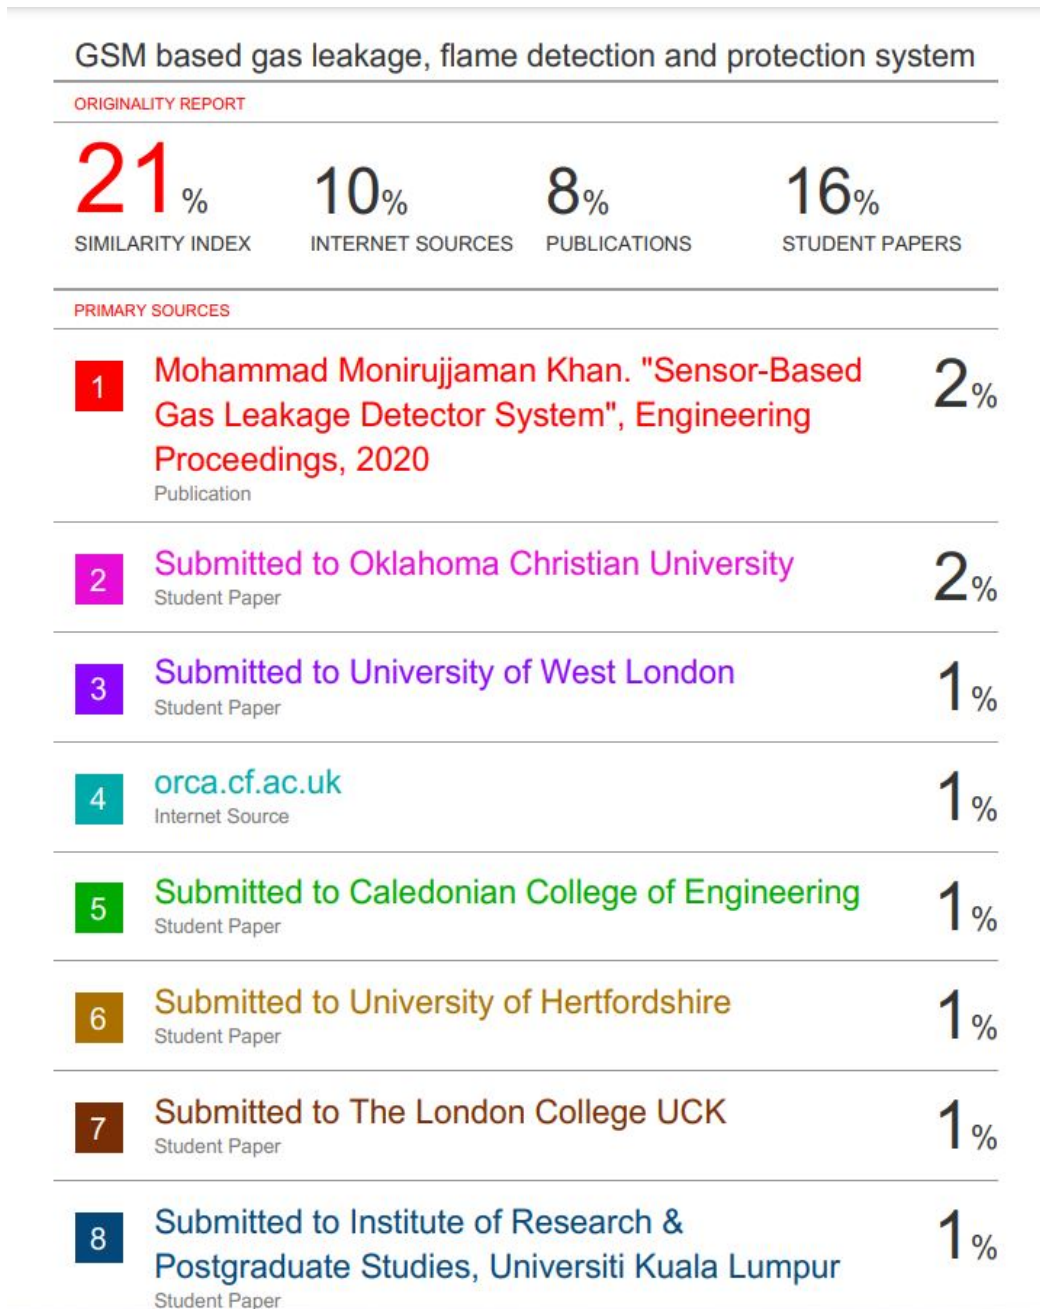 GSM based gas leakage, flame detection and protection system
ORIGINALITY REPORT
21% 10% 8% 16%
SIMILARITY INDEX INTERNET SOURCES PUBLICATIONS STUDENT PAPERS
PRIMARY SOURCES
1 Mohammad Monirujjaman Khan. "Sensor-Based 2%
Gas Leakage Detector System", Engineering
Proceedings, 2020
Publication
2 Submitted to Oklahoma Christian University 2%
Student Paper
3 Submitted to University of West London 1%
Student Paper
4 orca.cf.ac.uk 1%
Internet Source
5 Submitted to Caledonian College of Engineering 1%
Student Paper
6 Submitted to University of Hertfordshire 1%
Student Paper
7 Submitted to The London College UCK 1%
Student Paper
8 Submitted to Institute of Research & 1%
Postgraduate Studies, Universiti Kuala Lumpur
Student Paper